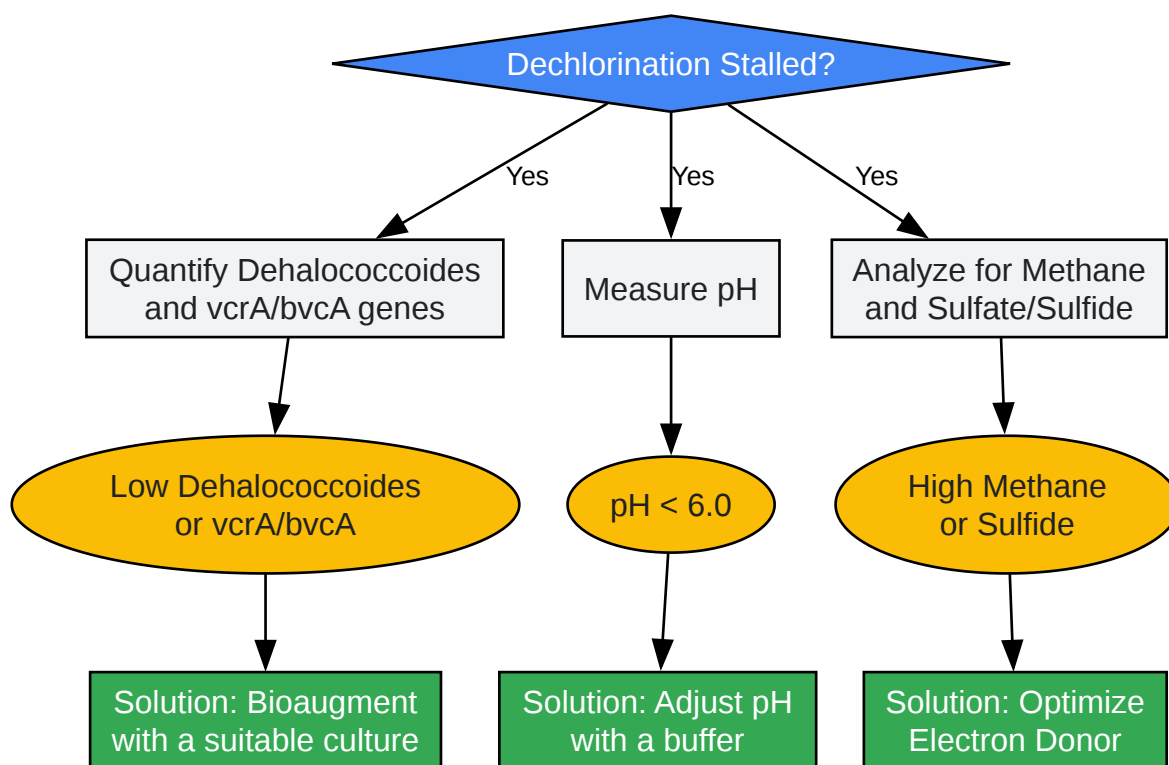 Dechlorination Stalled?
Yes
Yes
Yes
Quantify Dehalococcoides
and vcrA/bvcA genes
Measure pH
Analyze for Methane
and Sulfate/Sulfide
Low Dehalococcoides
or vcrA/bvcA
pH < 6.0
High Methane
or Sulfide
Solution: Bioaugment
with a suitable culture
Solution: Adjust pH
with a buffer
Solution: Optimize
Electron Donor